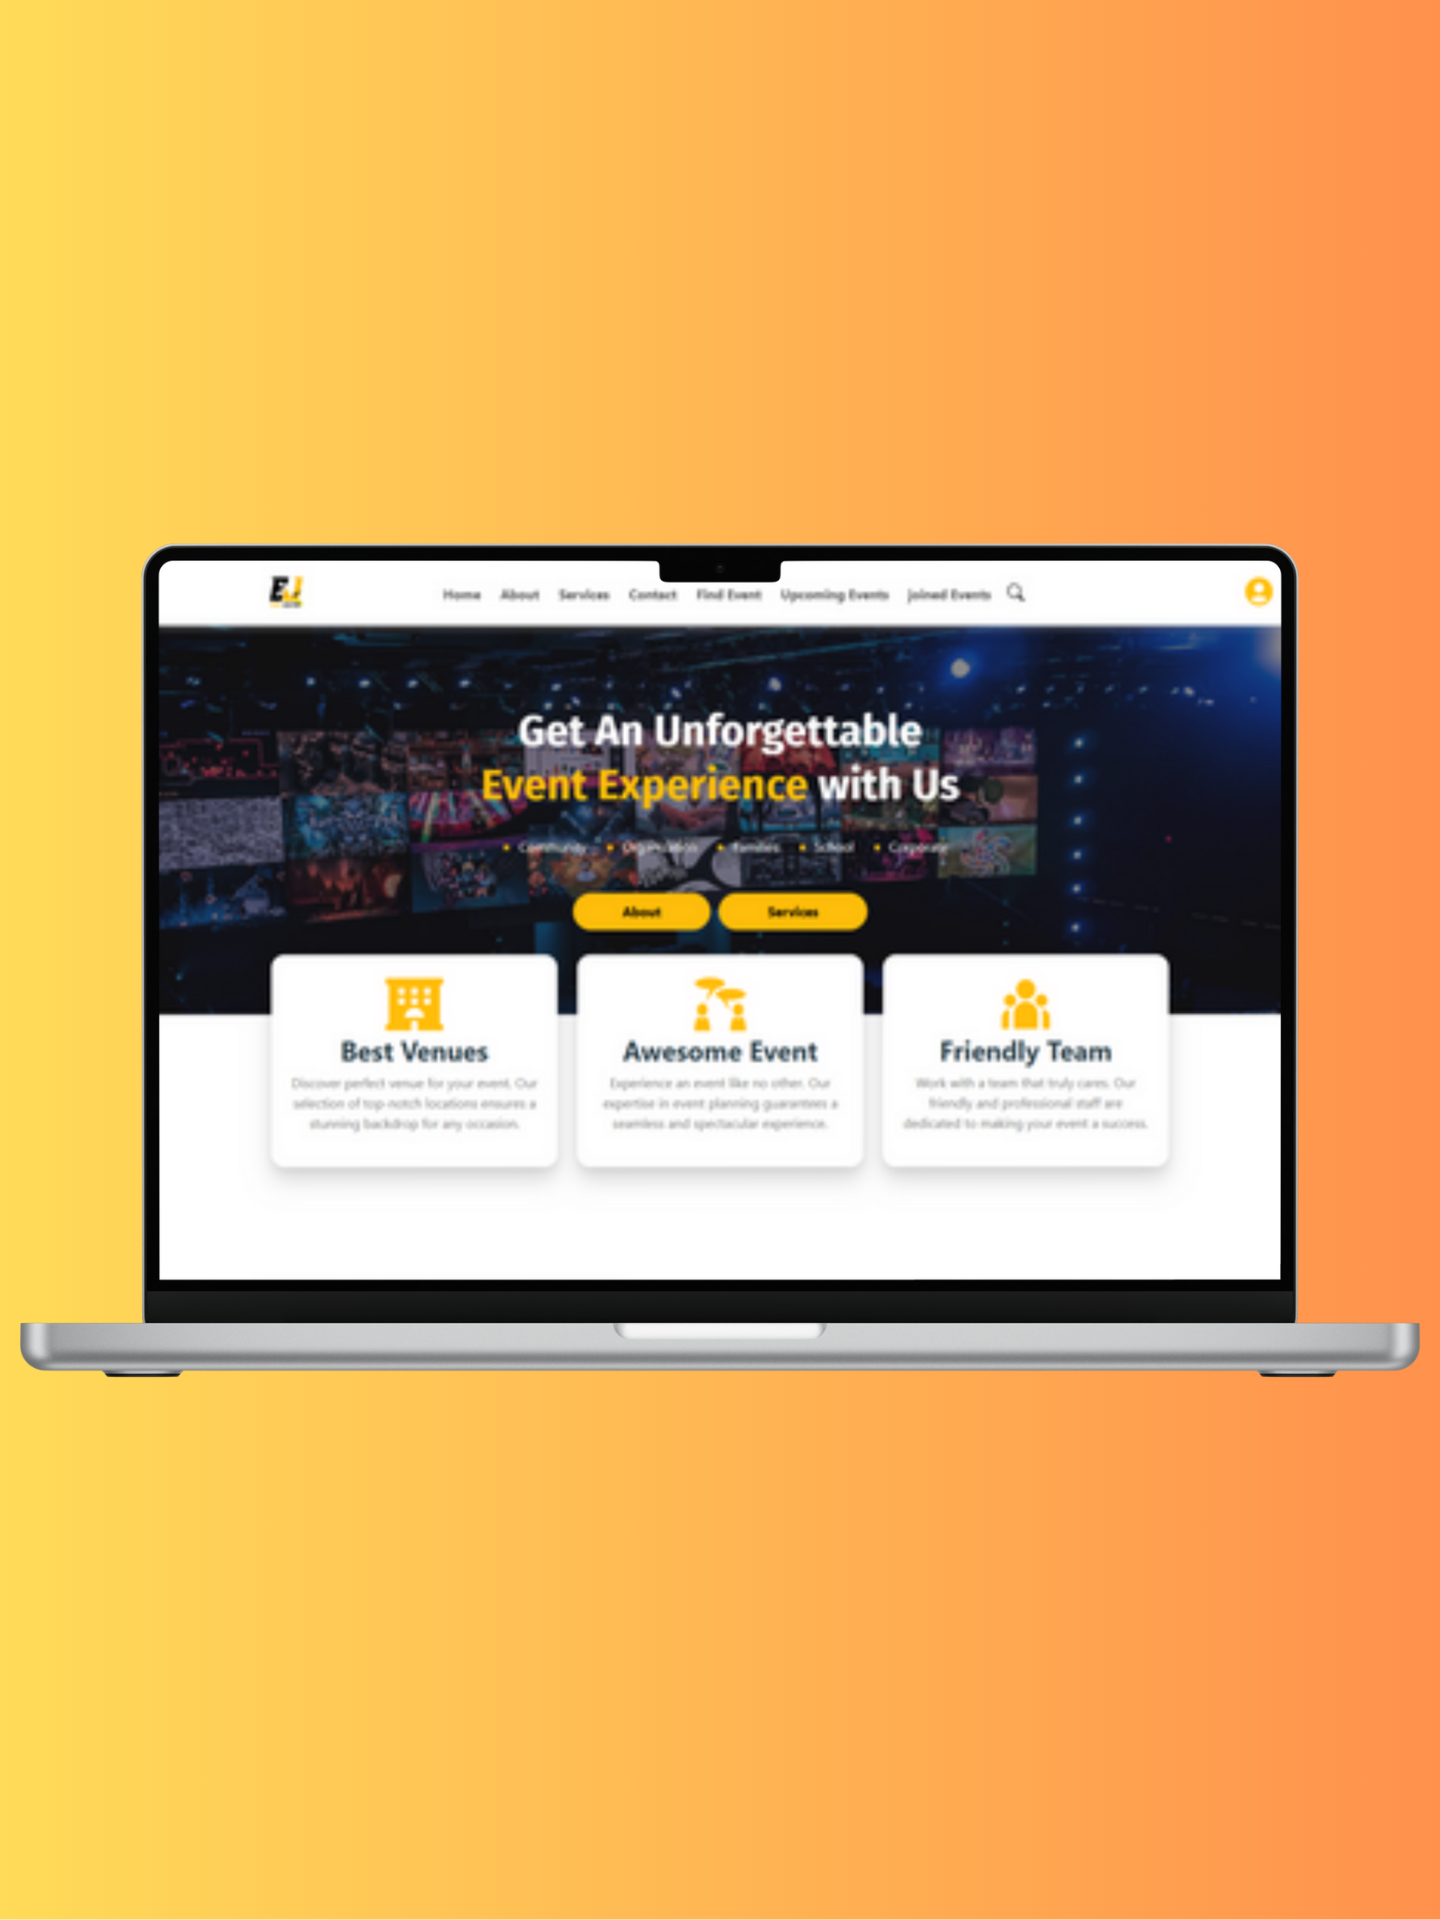 EJ
Home About Services Contact Find Event Upcoming Events Joined Events
Get An Unforgettable
Event Experience with Us
Community Organization Families School Corporate
About Services
Best Venues
Discover perfect venue for your event. Our
selection of top-notch locations ensures a
stunning backdrop for any occasion.
Awesome Event
Experience an event like no other. Our
expertise in event planning guarantees a
seamless and spectacular experience.
Friendly Team
Work with a team that truly cares. Our
friendly and professional staff are
dedicated to making your event a success.